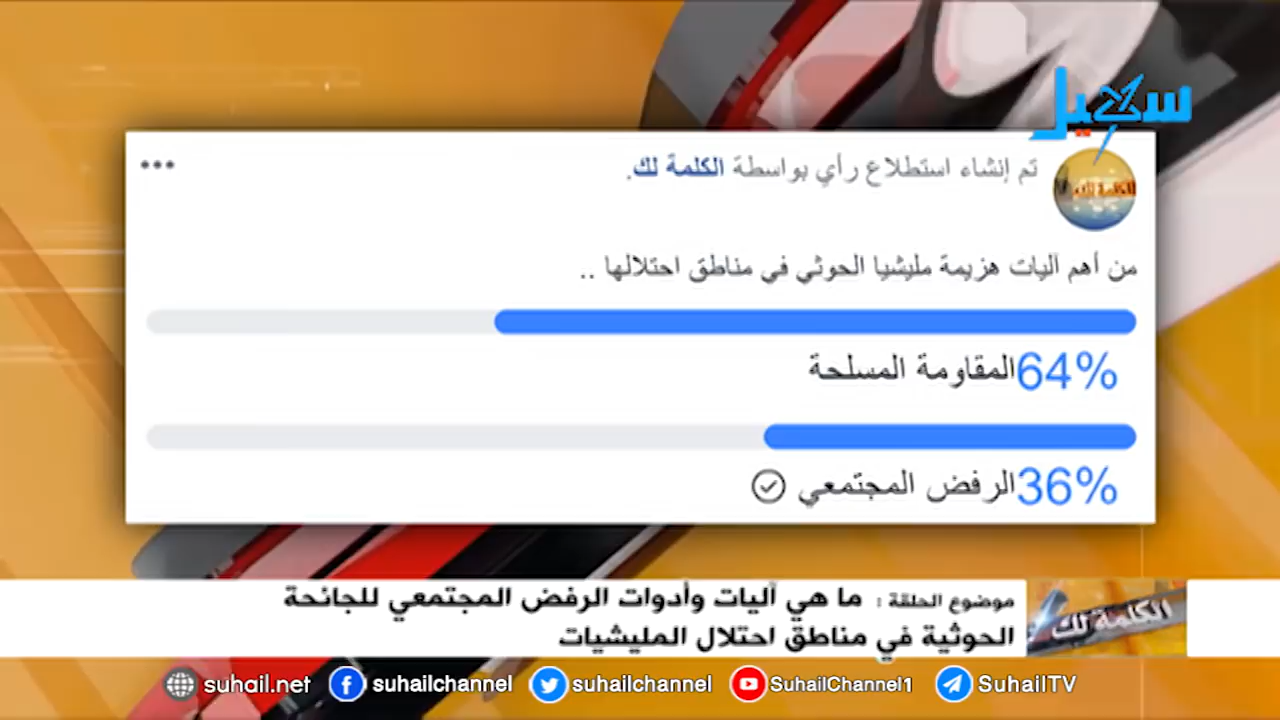 سهيل
تم إنشاء استطلاع رأي بواسطة الكلمة لك.
الكلمة لك
من أهم آليات هزيمة مليشيا الحوثي في مناطق احتلالها ..
64% المقاومة المسلحة
36% الرفض المجتمعي
الكلمة لك
موضوع الحلقة : ما هي آليات وأدوات الرفض المجتمعي للجائحة
الحوثية في مناطق احتلال المليشيات
suhail.net suhailchannel suhailchannel SuhailChannel1 SuhailTV